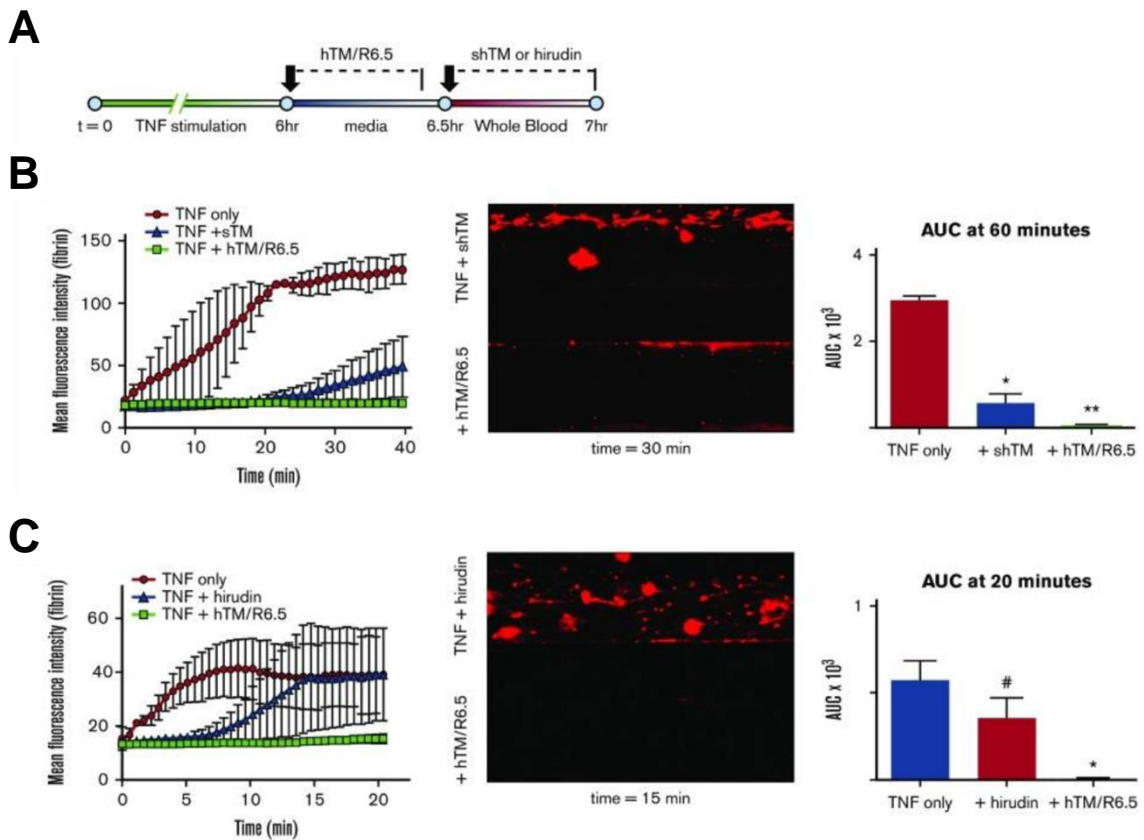 A
hTM/R6.5
shTM or hirudin
t = 0
TNF stimulation
6hr
media
6.5hr
Whole Blood
7hr
B
Mean fluorescence intensity (fibrin)
TNF only
TNF +sTM
TNF + hTM/R6.5
150
100
50
0
0
10
20
30
40
Time (min)
TNF + shTM
+ hTM/R6.5
time = 30 min
AUC at 60 minutes
AUC x 10³
4
2
*
**
TNF only
+ shTM
+ hTM/R6.5
C
Mean fluorescence intensity (fibrin)
TNF only
TNF + hirudin
TNF + hTM/R6.5
60
40
20
0
0
5
10
15
20
Time (min)
TNF + hirudin
+ hTM/R6.5
time = 15 min
AUC at 20 minutes
AUC x 10³
1
#
*
TNF only
+ hirudin
+ hTM/R6.5